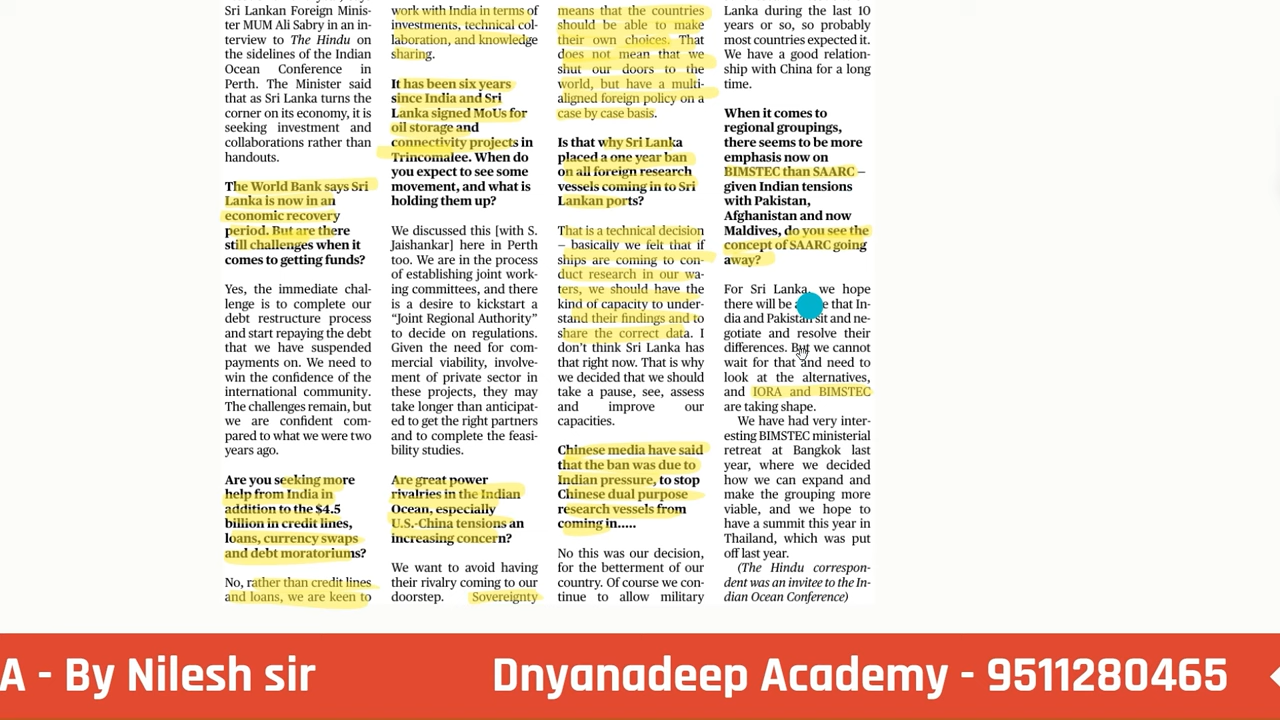 Sri Lankan Foreign Minis-
ter MUM Ali Sabry in an in-
terview to The Hindu on
the sidelines of the Indian
Ocean Conference in
Perth. The Minister said
that as Sri Lanka turns the
corner on its economy, it is
seeking investment and
collaborations rather than
handouts.
The World Bank says Sri
Lanka is now in an
economic recovery
period. But are there
still challenges when it
comes to getting funds?
Yes, the immediate chal-
lenge is to complete our
debt restructure process
and start repaying the debt
that we have suspended
payments on. We need to
win the confidence of the
international community.
The challenges remain, but
we are confident com-
pared to what we were two
years ago.
Are you seeking more
help from India in
addition to the $4.5
billion in credit lines,
loans, currency swaps
and debt moratoriums?
No, rather than credit lines
and loans, we are keen to
work with India in terms of
investments, technical col-
laboration, and knowledge
sharing.
It has been six years
since India and Sri
Lanka signed MoUs for
oil storage and
connectivity projects in
Trincomalee. When do
you expect to see some
movement, and what is
holding them up?
We discussed this [with S.
Jaishankar] here in Perth
too. We are in the process
of establishing joint work-
ing committees, and there
is a desire to kickstart a
“Joint Regional Authority”
to decide on regulations.
Given the need for com-
mercial viability, involve-
ment of private sector in
these projects, they may
take longer than anticipat-
ed to get the right partners
and to complete the feasi-
bility studies.
Are great power
rivalries in the Indian
Ocean, especially
U.S.-China tensions an
increasing concern?
We want to avoid having
their rivalry coming to our
doorstep. Sovereignty
means that the countries
should be able to make
their own choices. That
does not mean that we
shut our doors to the
world, but have a multi-
aligned foreign policy on a
case by case basis.
Is that why Sri Lanka
placed a one year ban
on all foreign research
vessels coming in to Sri
Lankan ports?
That is a technical decision
– basically we felt that if
ships are coming to con-
duct research in our wa-
ters, we should have the
kind of capacity to under-
stand their findings and to
share the correct data. I
don’t think Sri Lanka has
that right now. That is why
we decided that we should
take a pause, see, assess
and improve our
capacities.
Chinese media have said
that the ban was due to
Indian pressure, to stop
Chinese dual purpose
research vessels from
coming in.....
No this was our decision,
for the betterment of our
country. Of course we con-
tinue to allow military
Lanka during the last 10
years or so, so probably
most countries expected it.
We have a good relation-
ship with China for a long
time.
When it comes to
regional groupings,
there seems to be more
emphasis now on
BIMSTEC than SAARC –
given Indian tensions
with Pakistan,
Afghanistan and now
Maldives, do you see the
concept of SAARC going
away?
For Sri Lanka, we hope
there will be that In-
dia and Pakistan sit and ne-
gotiate and resolve their
differences. But we cannot
wait for that and need to
look at the alternatives,
and IORA and BIMSTEC
are taking shape.
We have had very inter-
esting BIMSTEC ministerial
retreat at Bangkok last
year, where we decided
how we can expand and
make the grouping more
viable, and we hope to
have a summit this year in
Thailand, which was put
off last year.
(The Hindu correspon-
dent was an invitee to the In-
dian Ocean Conference)
A - By Nilesh sir Dnyanadeep Academy - 9511280465